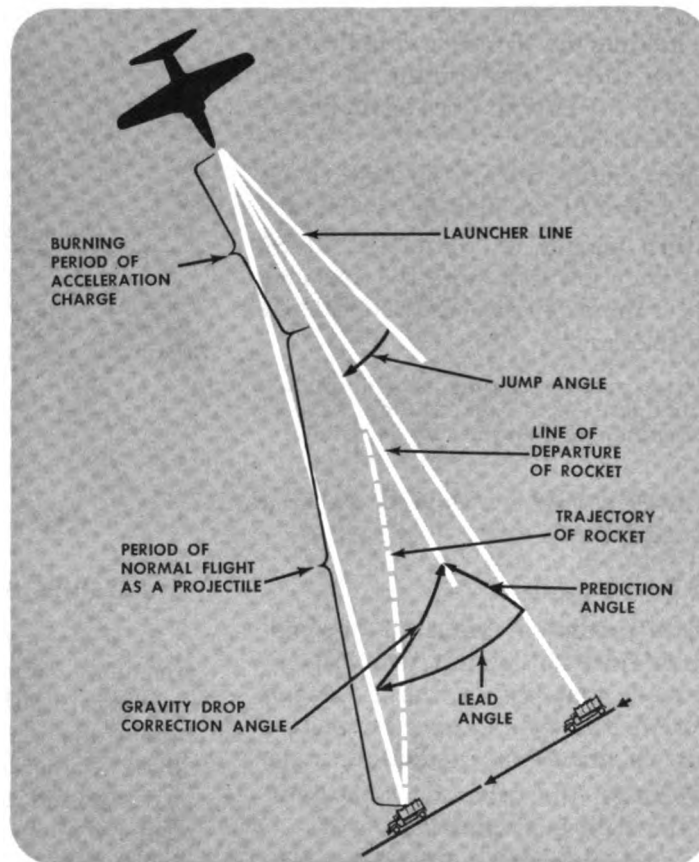 LAUNCHER LINE
BURNING
PERIOD OF
ACCELERATION
CHARGE
JUMP ANGLE
LINE OF
DEPARTURE
OF ROCKET
TRAJECTORY
OF ROCKET
PERIOD OF
NORMAL FLIGHT
AS A PROJECTILE
PREDICTION
ANGLE
GRAVITY DROP
CORRECTION ANGLE
LEAD
ANGLE